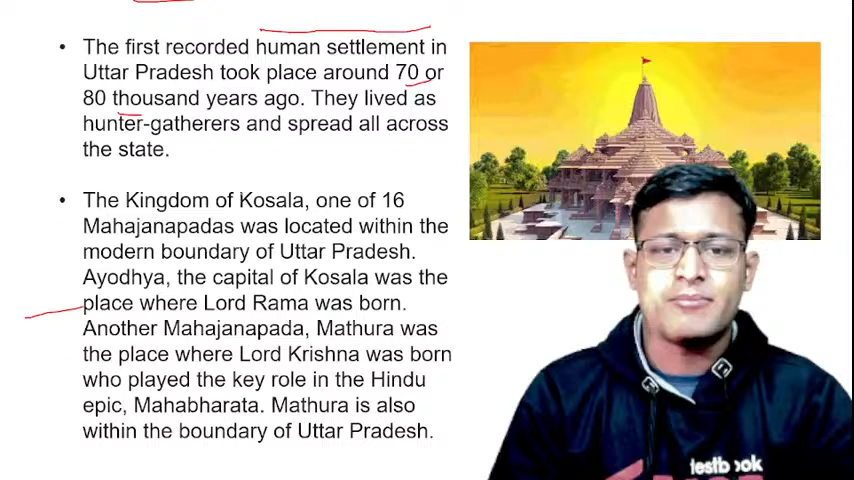 • The first recorded human settlement in
Uttar Pradesh took place around 70 or
80 thousand years ago. They lived as
hunter-gatherers and spread all across
the state.
• The Kingdom of Kosala, one of 16
Mahajanapadas was located within the
modern boundary of Uttar Pradesh.
Ayodhya, the capital of Kosala was the
place where Lord Rama was born.
Another Mahajanapada, Mathura was
the place where Lord Krishna was born
who played the key role in the Hindu
epic, Mahabharata. Mathura is also
within the boundary of Uttar Pradesh.
testbook